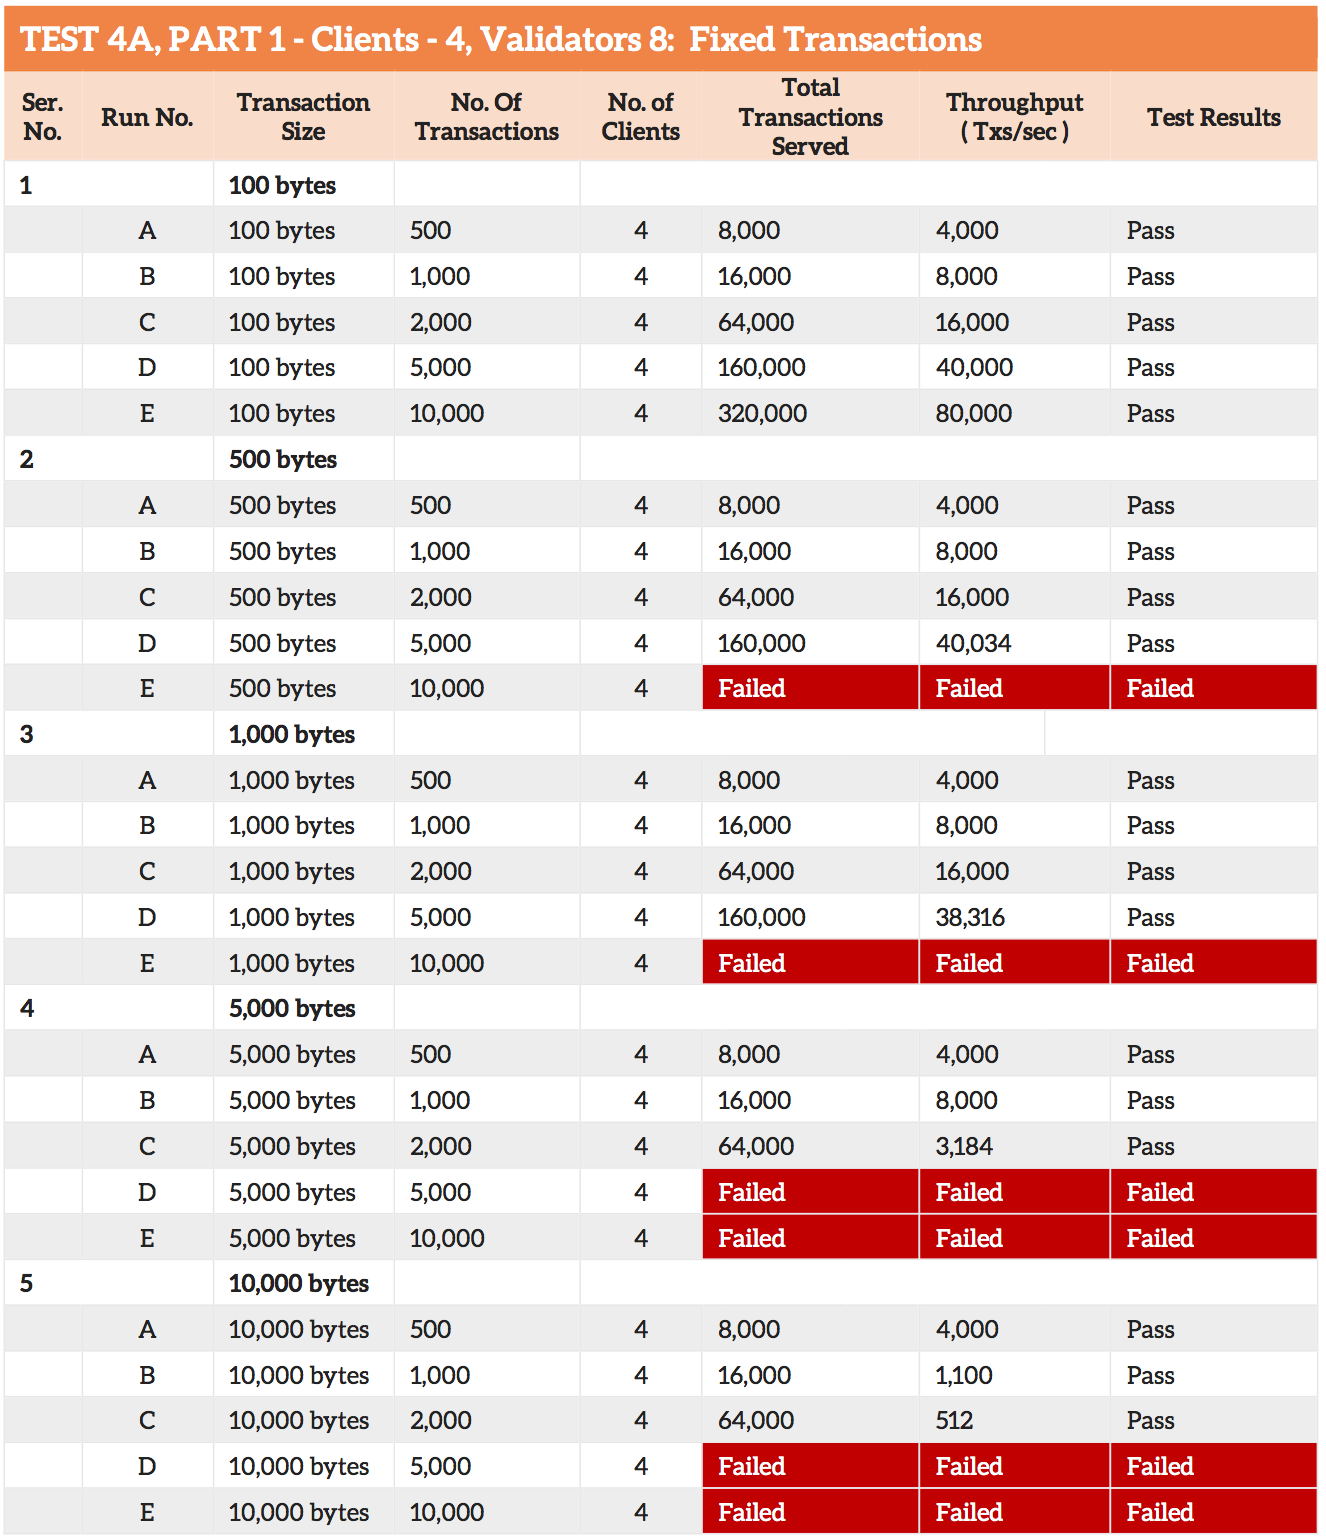 TEST 4A, PART 1 - Clients - 4, Validators 8: Fixed Transactions
Ser. No. Run No. Transaction Size No. Of Transactions No. of Clients Total Transactions Served Throughput ( Txs/sec ) Test Results
1 100 bytes
A 100 bytes 500 4 8,000 4,000 Pass
B 100 bytes 1,000 4 16,000 8,000 Pass
C 100 bytes 2,000 4 64,000 16,000 Pass
D 100 bytes 5,000 4 160,000 40,000 Pass
E 100 bytes 10,000 4 320,000 80,000 Pass
2 500 bytes
A 500 bytes 500 4 8,000 4,000 Pass
B 500 bytes 1,000 4 16,000 8,000 Pass
C 500 bytes 2,000 4 64,000 16,000 Pass
D 500 bytes 5,000 4 160,000 40,034 Pass
E 500 bytes 10,000 4 Failed Failed Failed
3 1,000 bytes
A 1,000 bytes 500 4 8,000 4,000 Pass
B 1,000 bytes 1,000 4 16,000 8,000 Pass
C 1,000 bytes 2,000 4 64,000 16,000 Pass
D 1,000 bytes 5,000 4 160,000 38,316 Pass
E 1,000 bytes 10,000 4 Failed Failed Failed
4 5,000 bytes
A 5,000 bytes 500 4 8,000 4,000 Pass
B 5,000 bytes 1,000 4 16,000 8,000 Pass
C 5,000 bytes 2,000 4 64,000 3,184 Pass
D 5,000 bytes 5,000 4 Failed Failed Failed
E 5,000 bytes 10,000 4 Failed Failed Failed
5 10,000 bytes
A 10,000 bytes 500 4 8,000 4,000 Pass
B 10,000 bytes 1,000 4 16,000 1,100 Pass
C 10,000 bytes 2,000 4 64,000 512 Pass
D 10,000 bytes 5,000 4 Failed Failed Failed
E 10,000 bytes 10,000 4 Failed Failed Failed